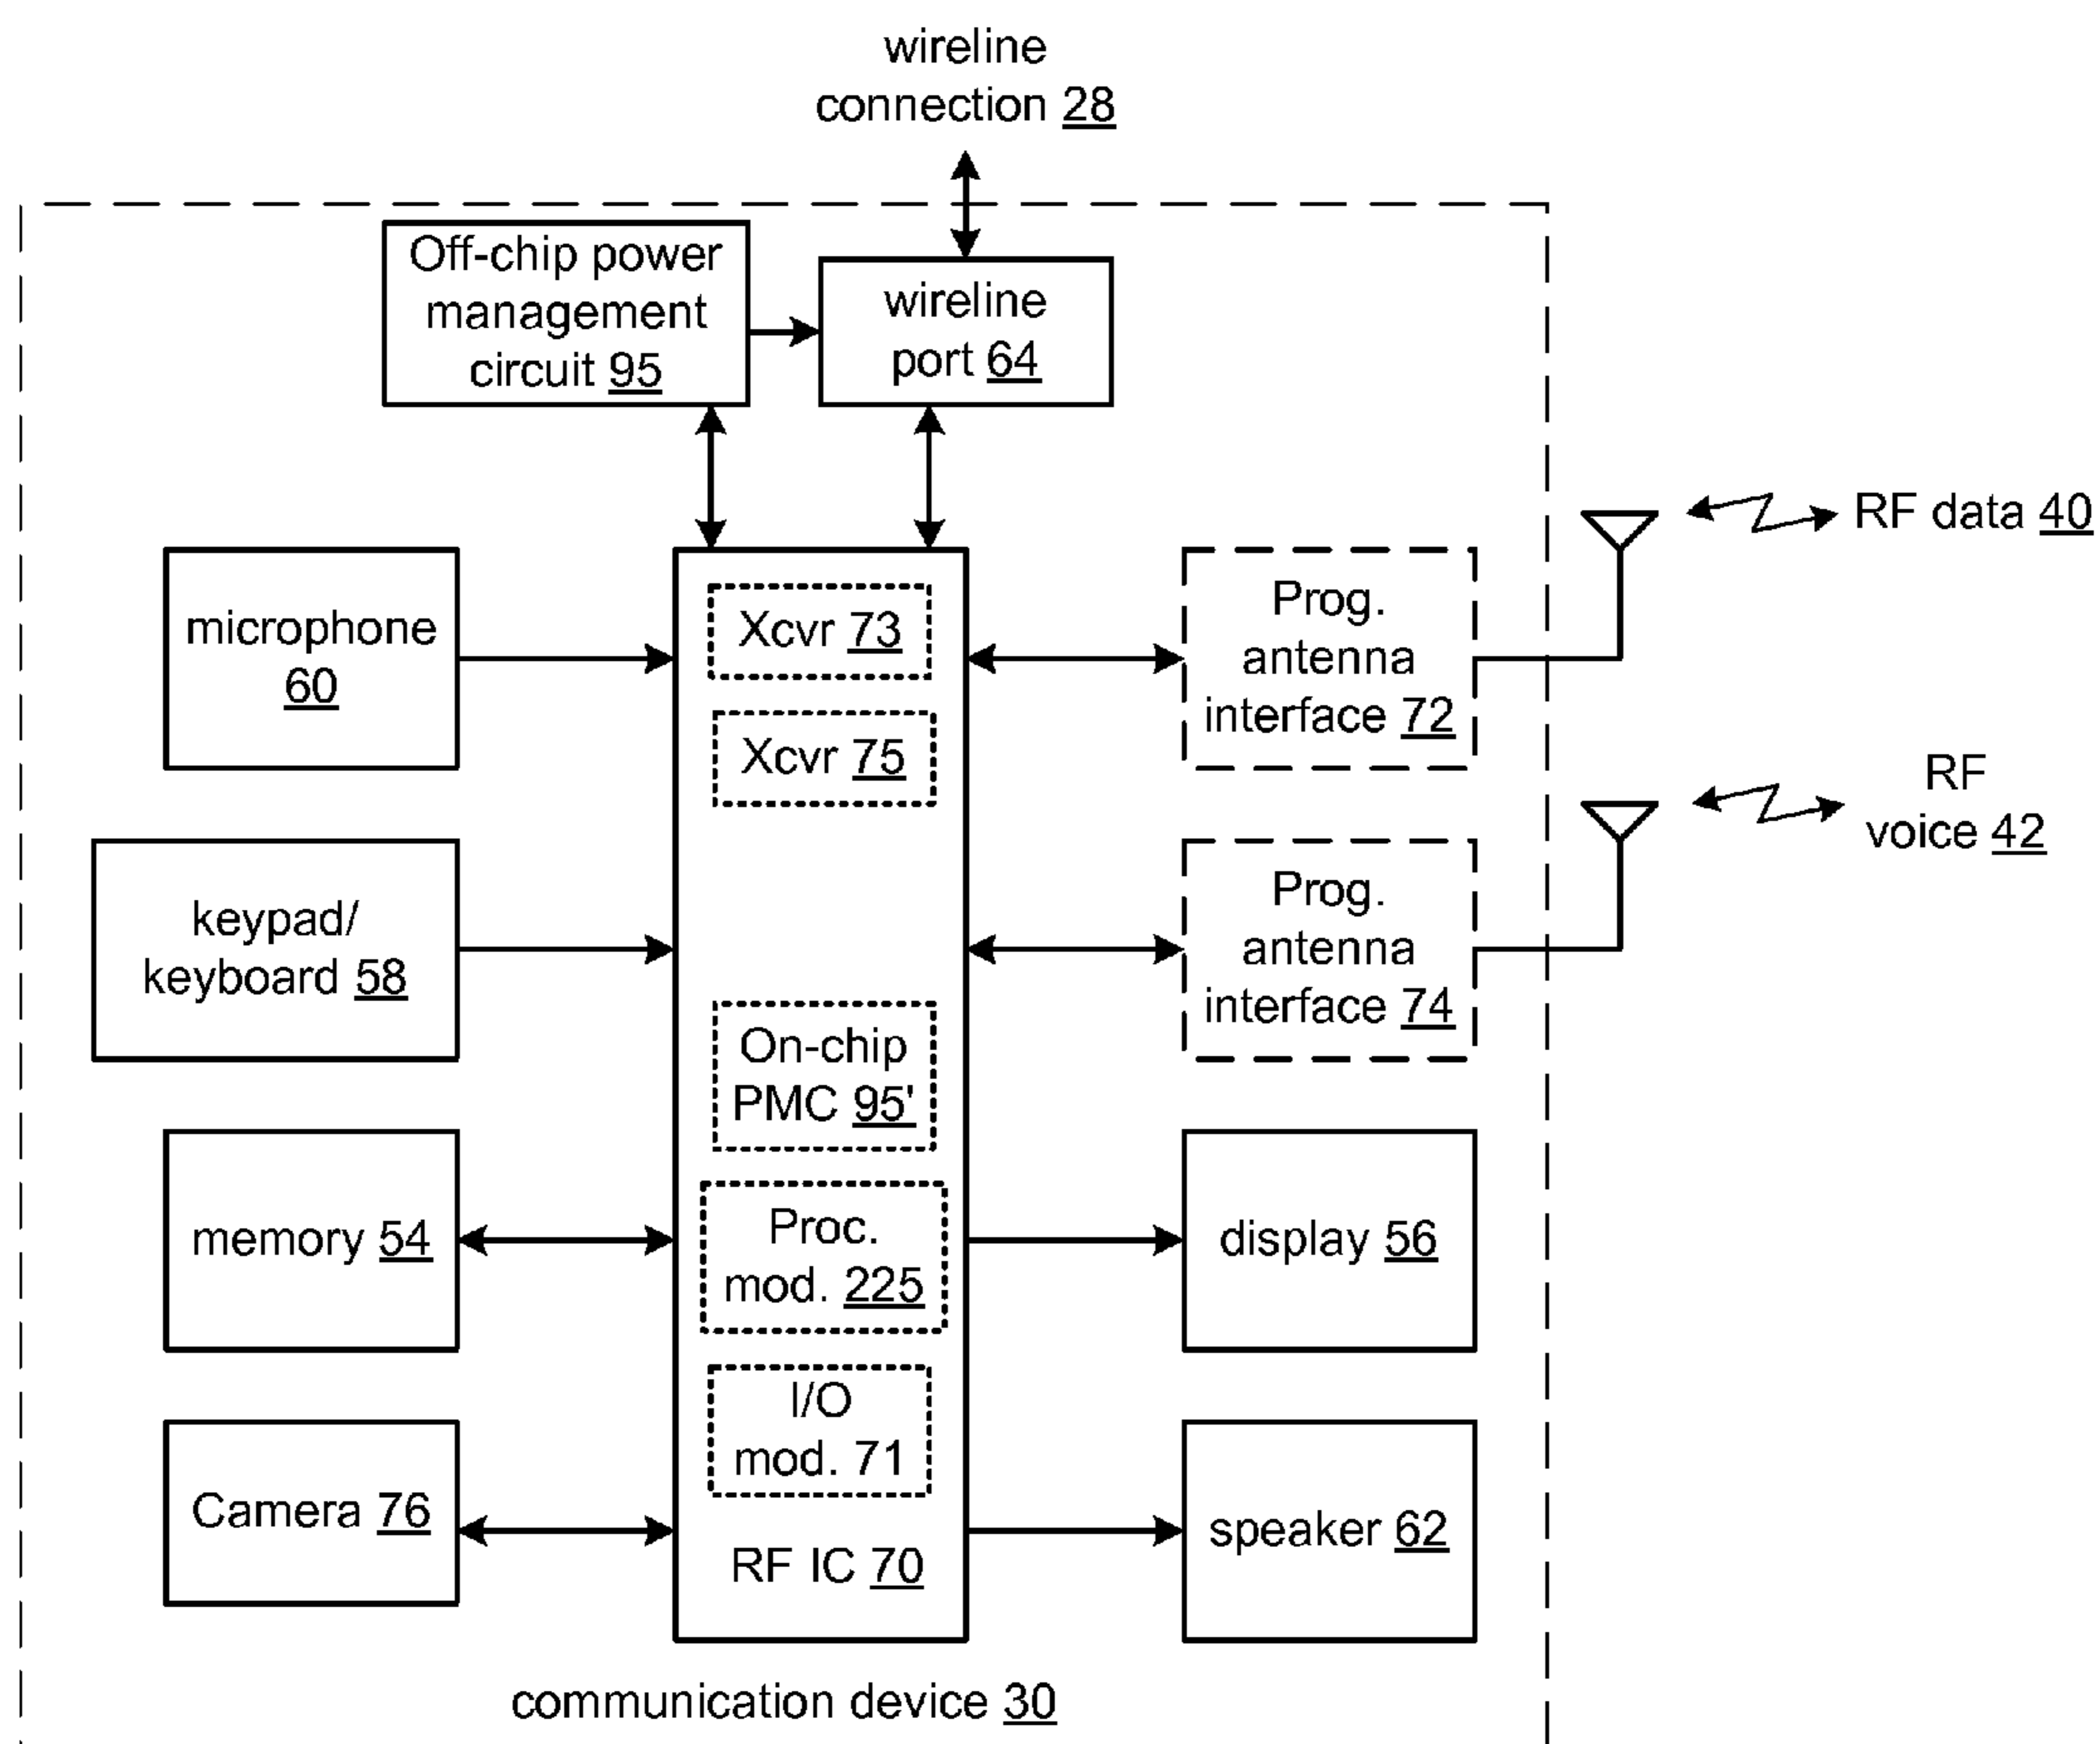 wireline
connection 28
Off-chip power
management
circuit 95
wireline
port 64
microphone
60
Xcvr 73
Xcvr 75
Prog.
antenna
interface 72
RF data 40
RF
voice 42
keypad/
keyboard 58
Prog.
antenna
interface 74
On-chip
PMC 95'
memory 54
Proc.
mod. 225
display 56
I/O
mod. 71
Camera 76
RF IC 70
speaker 62
communication device 30